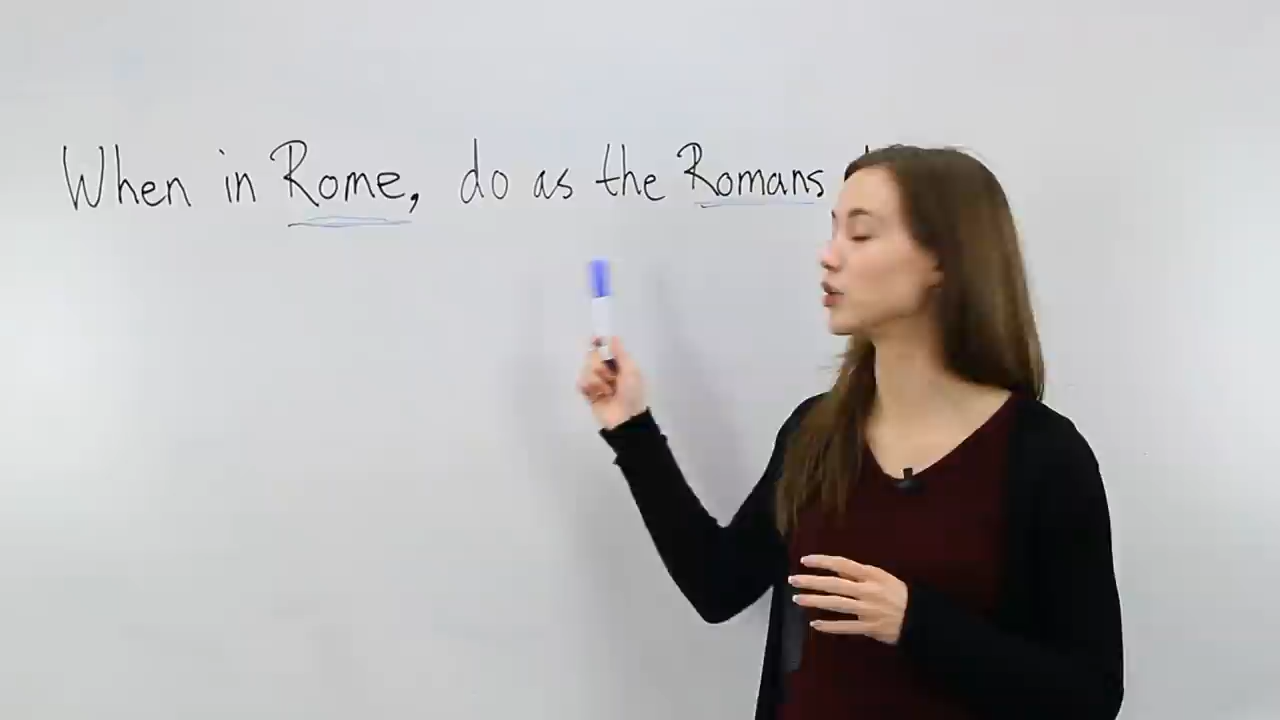 When in Rome, do as the Romans